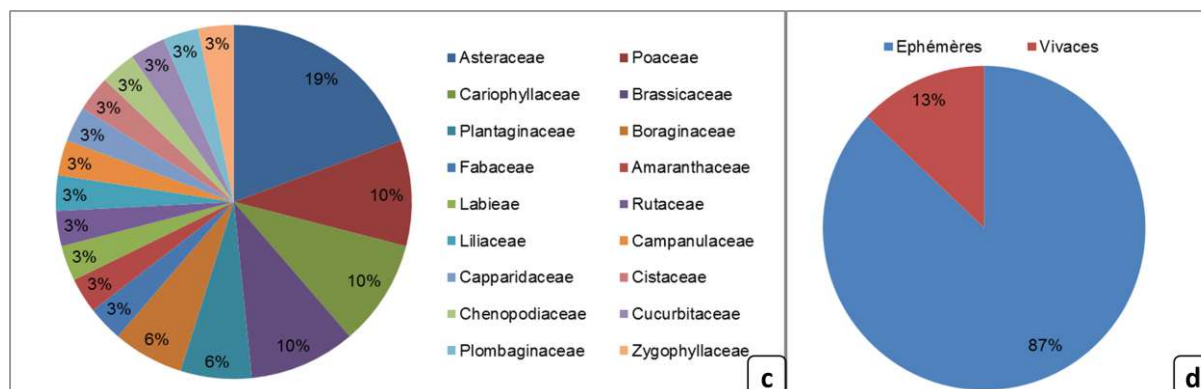 3%
3%
3%
3%
3%
3%
3%
3%
3%
3%
3%
3%
6%
6%
10%
10%
10%
19%
Asteraceae Poaceae
Cariophyllaceae Brassicaceae
Plantaginaceae Boraginaceae
Fabaceae Amaranthaceae
Labieae Rutaceae
Liliaceae Campanulaceae
Capparidaceae Cistaceae
Chenopodiaceae Cucurbitaceae
Plombaginaceae Zygophyllaceae
c
Ephémères Vivaces
13%
87%
d